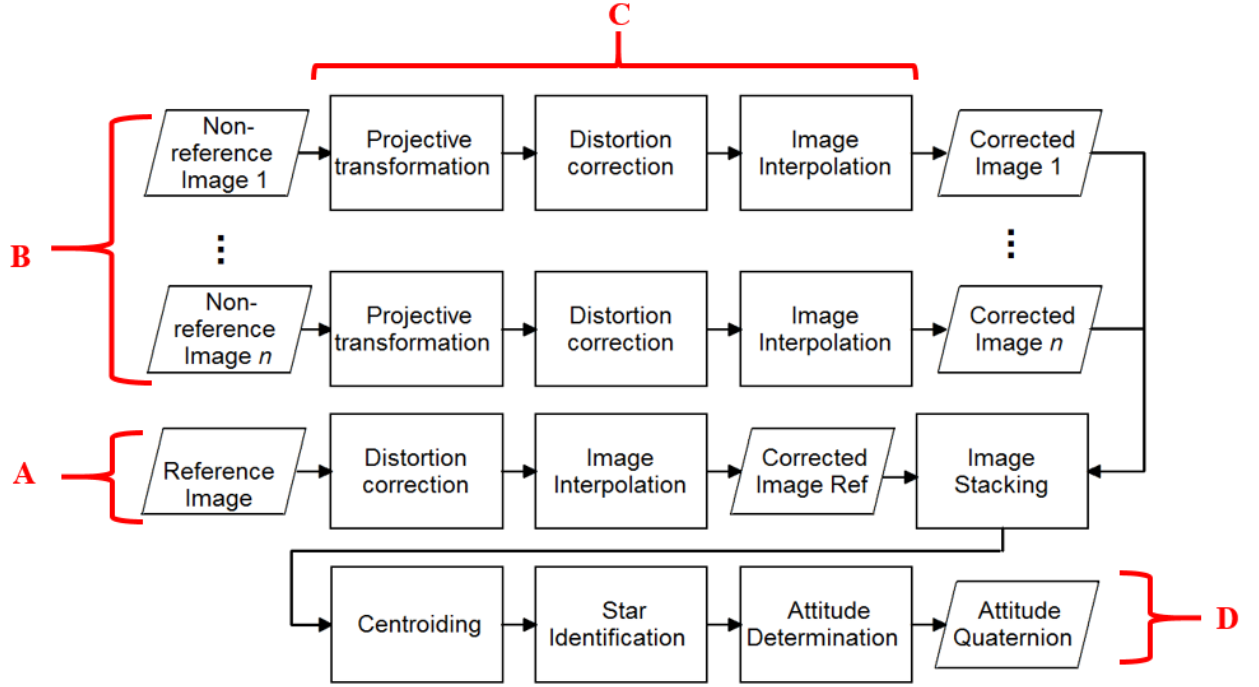 C
Non-
reference
Image 1
Projective
transformation
Distortion
correction
Image
Interpolation
Corrected
Image 1
B
Non-
reference
Image n
Projective
transformation
Distortion
correction
Image
Interpolation
Corrected
Image n
A
Reference
Image
Distortion
correction
Image
Interpolation
Corrected
Image Ref
Image
Stacking
Centroiding
Star
Identification
Attitude
Determination
Attitude
Quaternion
D